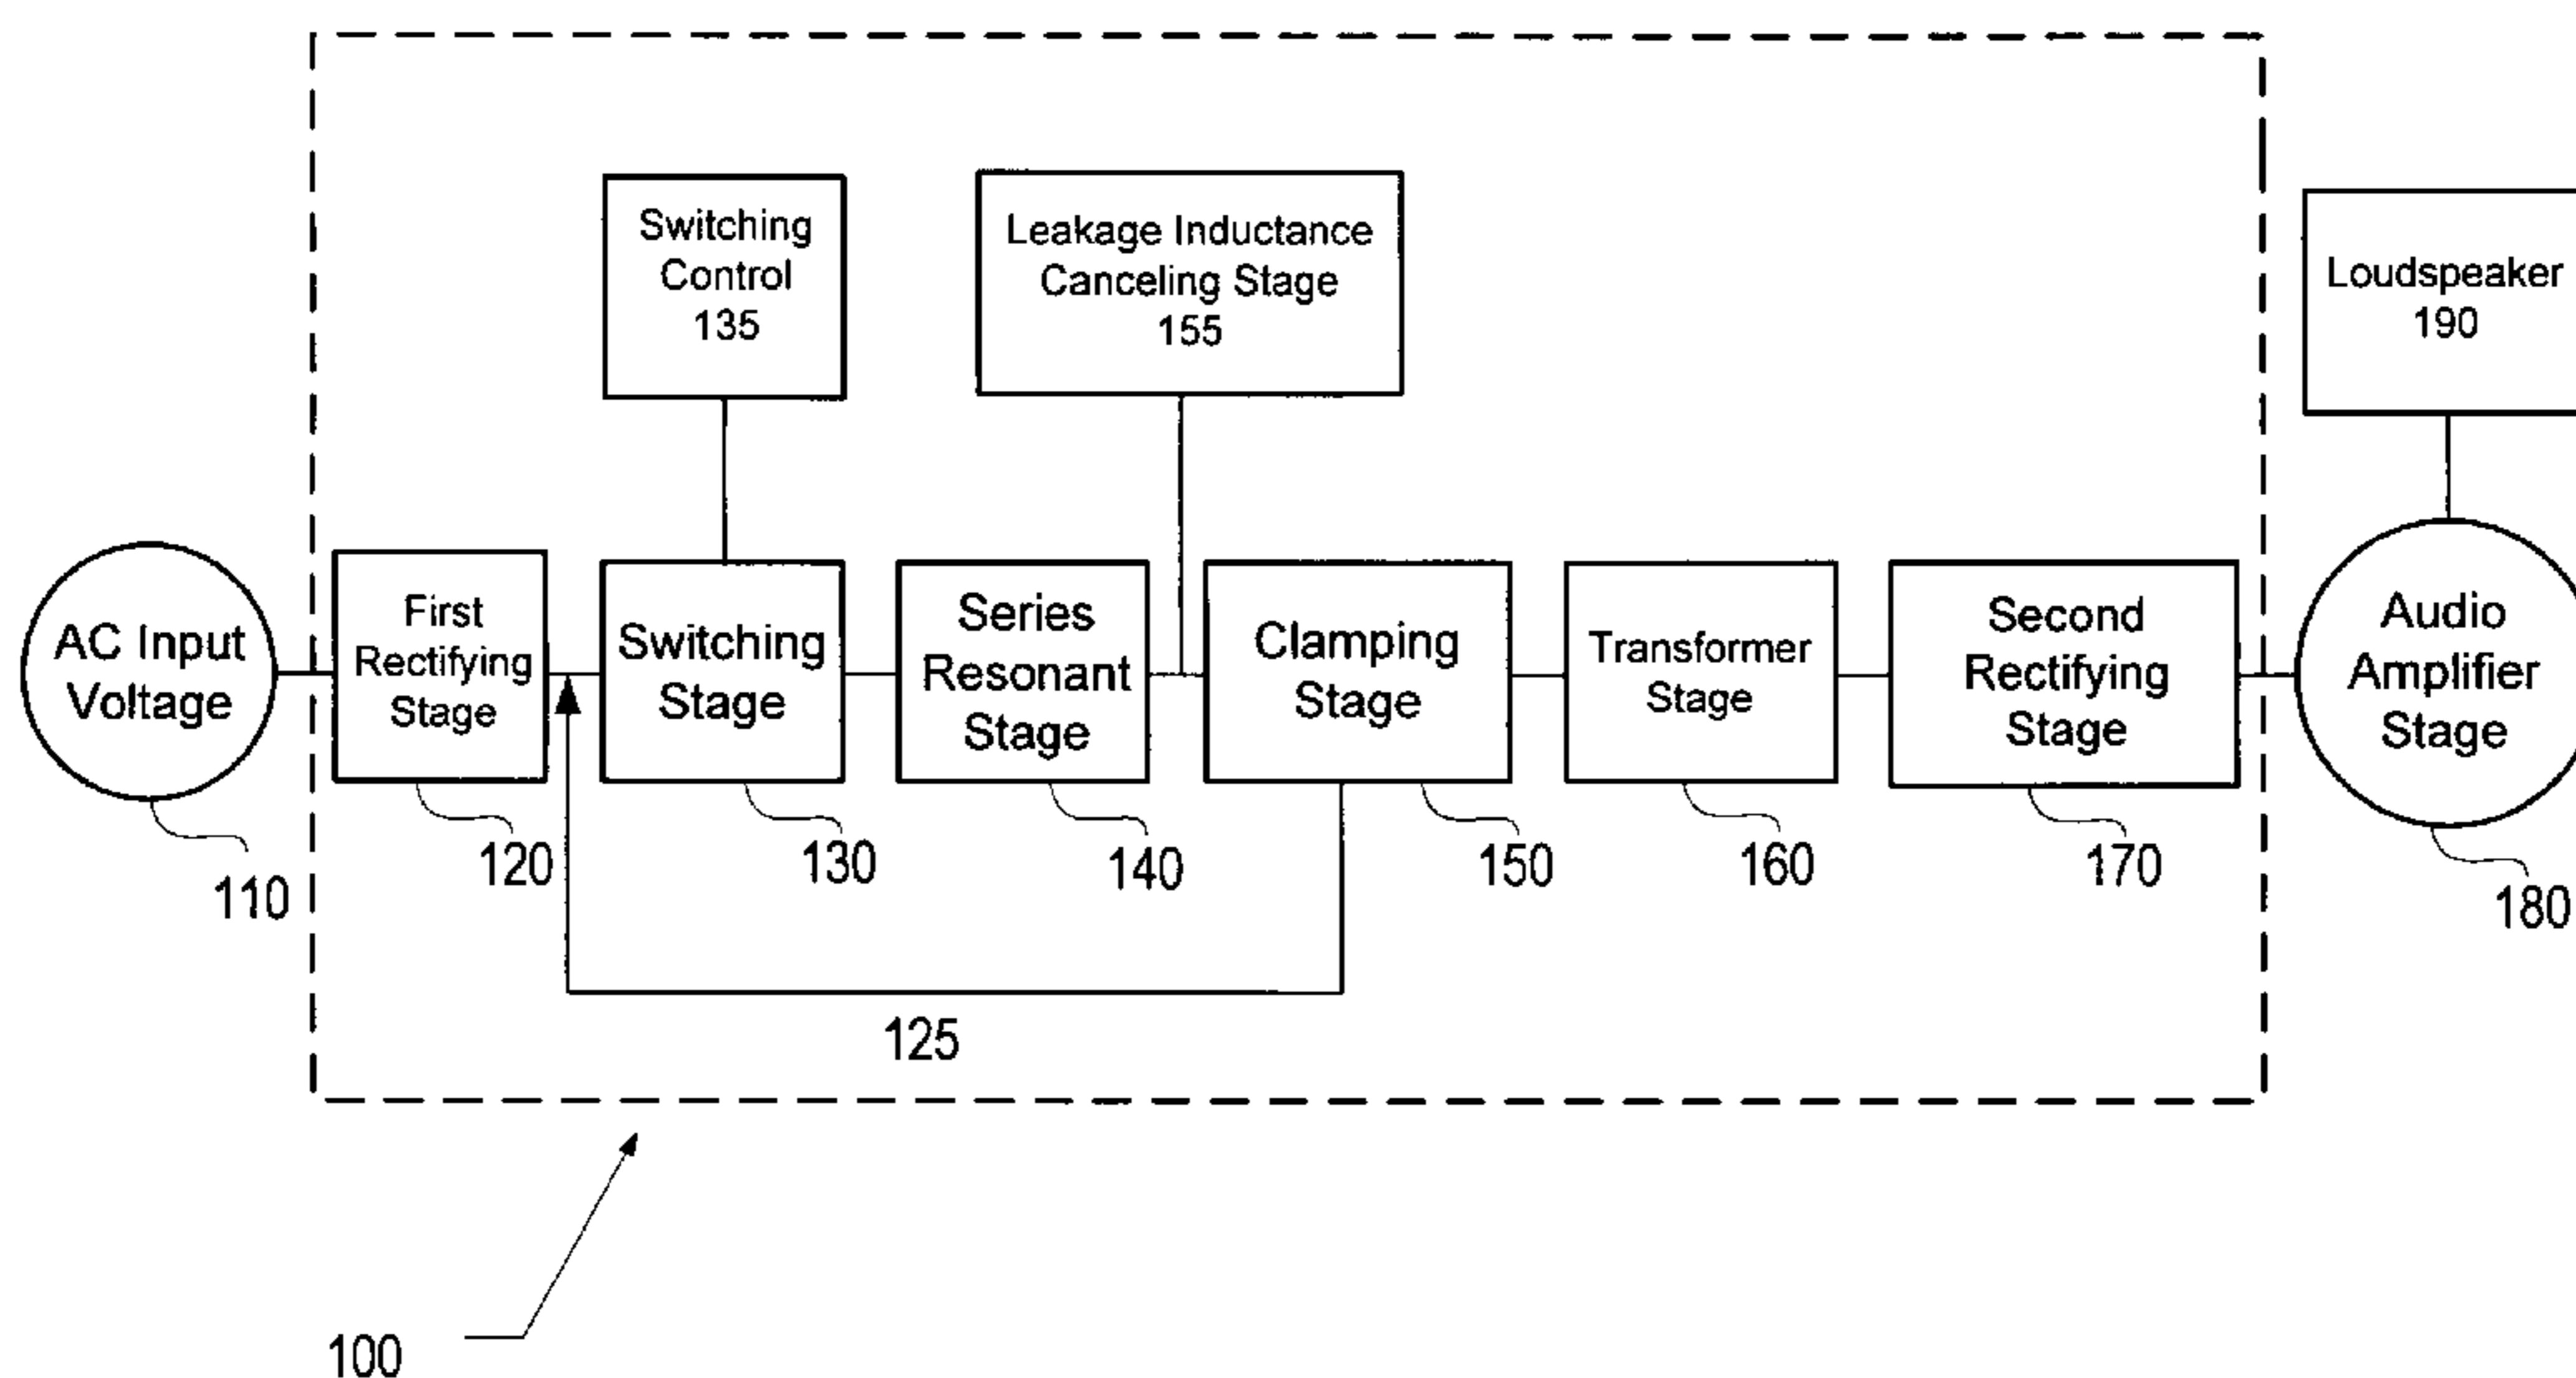 Switching
Control
135
Leakage Inductance
Canceling Stage
155
Loudspeaker
190
AC Input
Voltage
First
Rectifying
Stage
Switching
Stage
Series
Resonant
Stage
Clamping
Stage
Transformer
Stage
Second
Rectifying
Stage
Audio
Amplifier
Stage
110
120
130
140
150
160
170
180
125
100